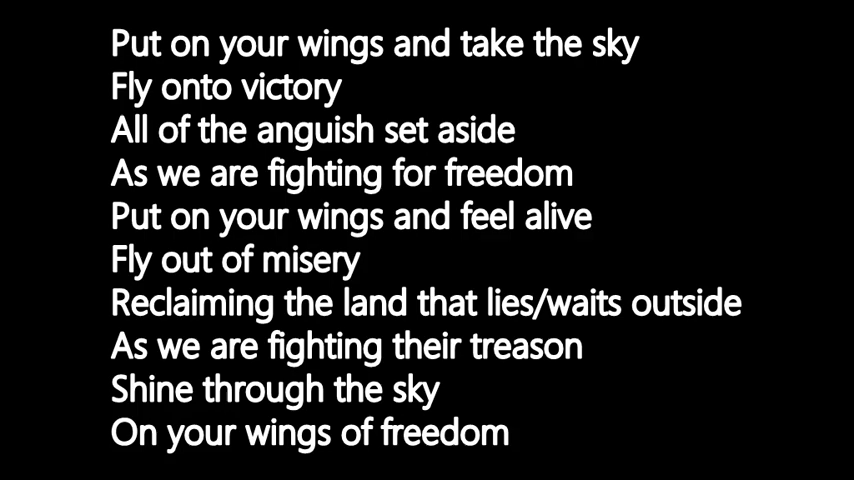 Put on your wings and take the sky
Fly onto victory
All of the anguish set aside
As we are fighting for freedom
Put on your wings and feel alive
Fly out of misery
Reclaiming the land that lies/waits outside
As we are fighting their treason
Shine through the sky
On your wings of freedom